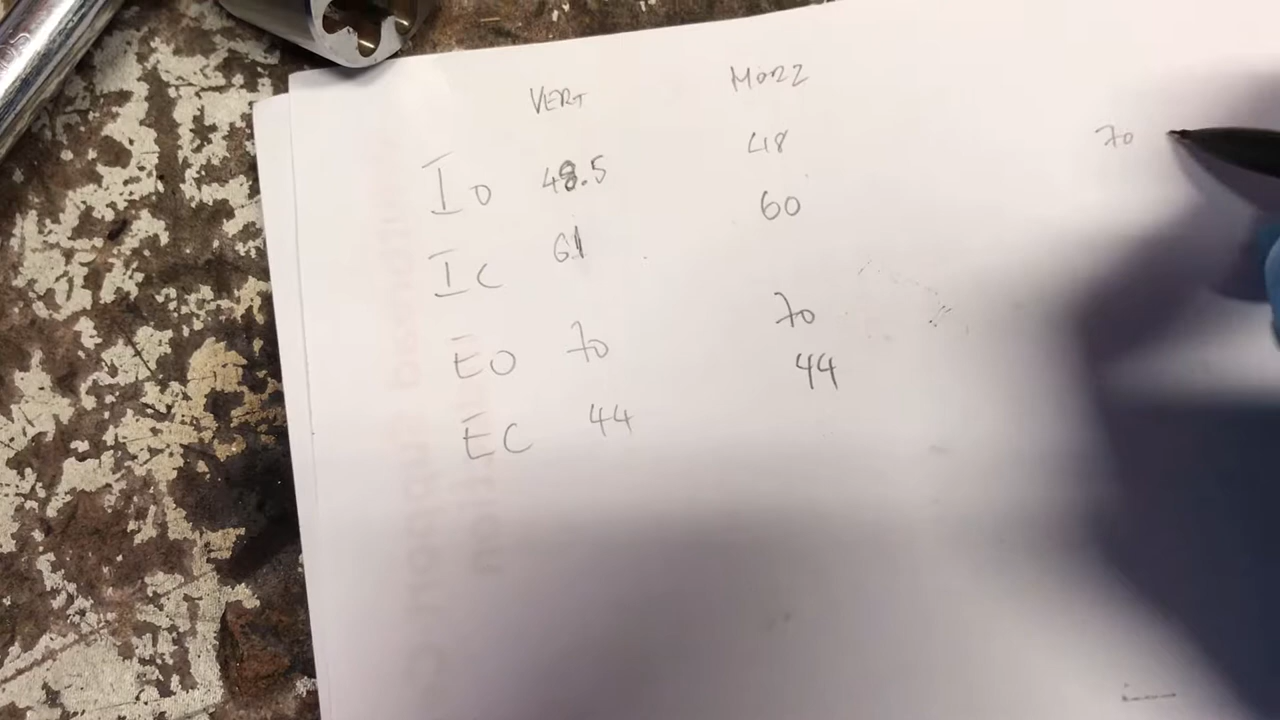 VERT HORZ
IO 48.5 48 70
IC 61 60
EO 70 70
EC 44 44